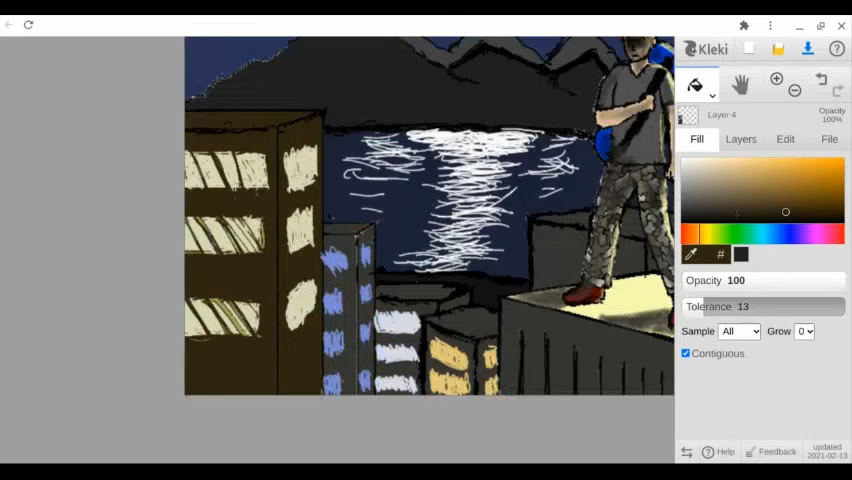 Kleki
Layer 4
Opacity
100%
Fill Layers Edit File
#
Opacity 100
Tolerance 13
Sample All Grow 0
Contiguous
Help Feedback updated
2021-02-13